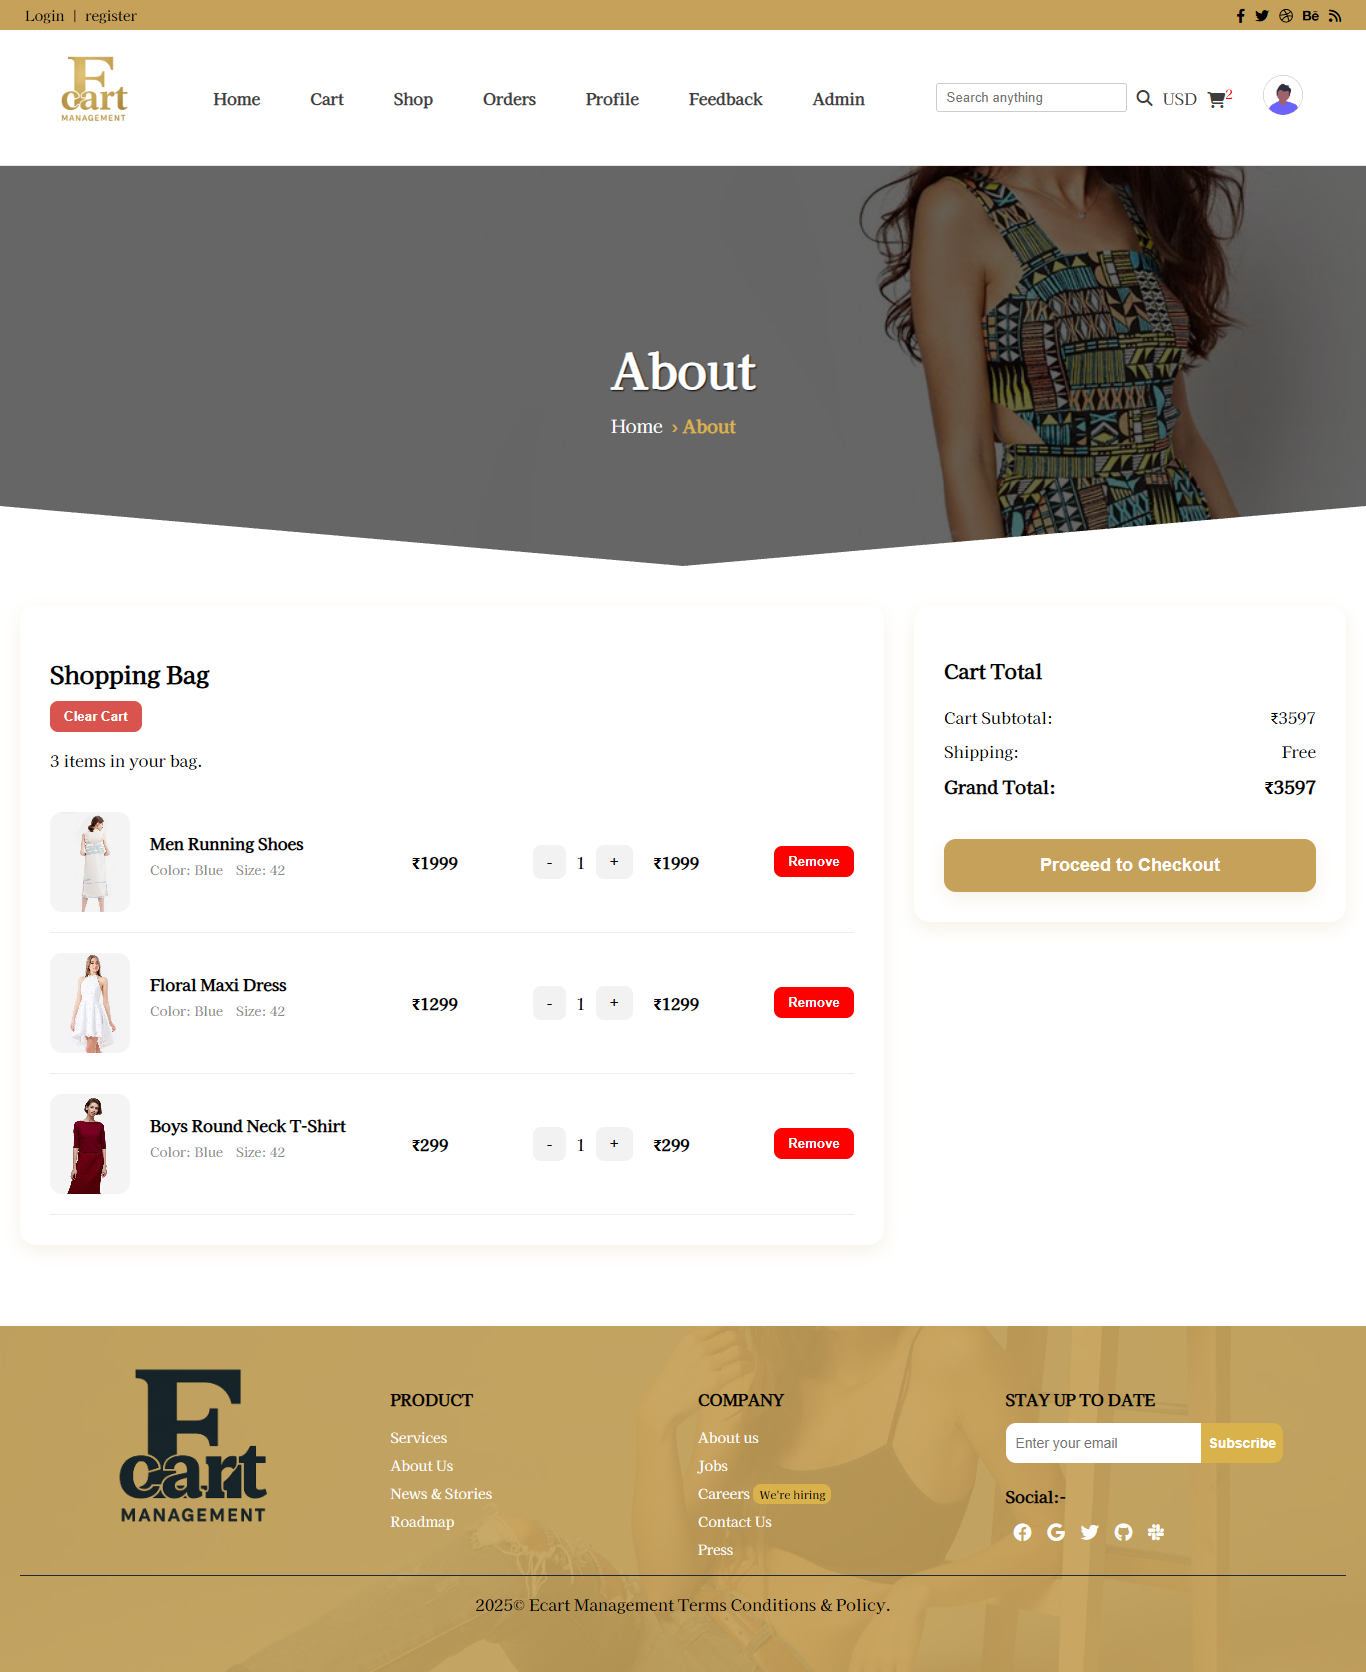 Login | register
Bē
E
cart
MANAGEMENT
Home Cart Shop Orders Profile Feedback Admin
Search anything
USD
2
About
Home › About
Shopping Bag
Clear Cart
3 items in your bag.
Men Running Shoes
Color: Blue Size: 42
₹1999
- 1 +
₹1999
Remove
Floral Maxi Dress
Color: Blue Size: 42
₹1299
- 1 +
₹1299
Remove
Boys Round Neck T-Shirt
Color: Blue Size: 42
₹299
- 1 +
₹299
Remove
Cart Total
Cart Subtotal: ₹3597
Shipping: Free
Grand Total: ₹3597
Proceed to Checkout
E
cart
MANAGEMENT
PRODUCT
Services
About Us
News & Stories
Roadmap
COMPANY
About us
Jobs
Careers We're hiring
Contact Us
Press
STAY UP TO DATE
Enter your email Subscribe
Social:-
2025© Ecart Management Terms Conditions & Policy.